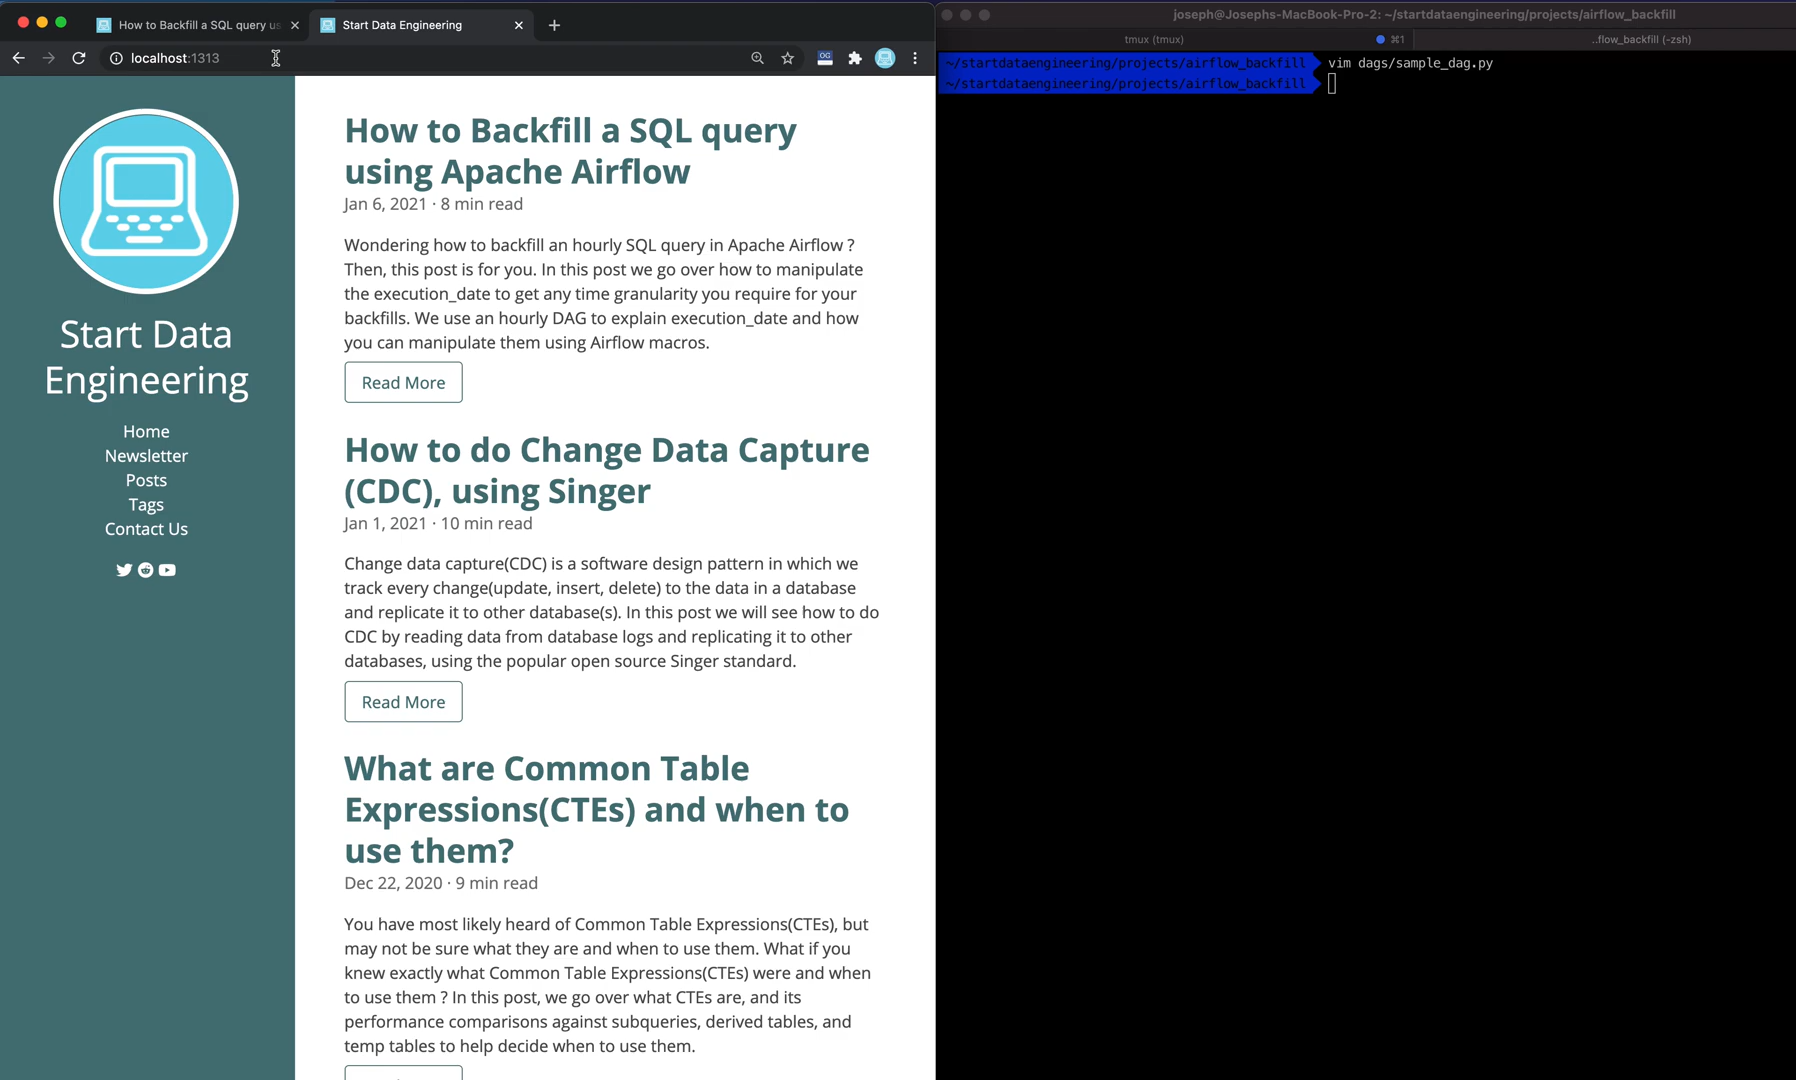 How to Backfill a SQL query us
Start Data Engineering
localhost:1313
OG
Start Data
Engineering
Home
Newsletter
Posts
Tags
Contact Us
How to Backfill a SQL query
using Apache Airflow
Jan 6, 2021 · 8 min read
Wondering how to backfill an hourly SQL query in Apache Airflow ?
Then, this post is for you. In this post we go over how to manipulate
the execution_date to get any time granularity you require for your
backfills. We use an hourly DAG to explain execution_date and how
you can manipulate them using Airflow macros.
Read More
How to do Change Data Capture
(CDC), using Singer
Jan 1, 2021 · 10 min read
Change data capture(CDC) is a software design pattern in which we
track every change(update, insert, delete) to the data in a database
and replicate it to other database(s). In this post we will see how to do
CDC by reading data from database logs and replicating it to other
databases, using the popular open source Singer standard.
Read More
What are Common Table
Expressions(CTEs) and when to
use them?
Dec 22, 2020 · 9 min read
You have most likely heard of Common Table Expressions(CTEs), but
may not be sure what they are and when to use them. What if you
knew exactly what Common Table Expressions(CTEs) were and when
to use them ? In this post, we go over what CTEs are, and its
performance comparisons against subqueries, derived tables, and
temp tables to help decide when to use them.
joseph@Josephs-MacBook-Pro-2: ~/startdataengineering/projects/airflow_backfill
tmux (tmux)
⌘1
..flow_backfill (-zsh)
~/startdataengineering/projects/airflow_backfill vim dags/sample_dag.py
~/startdataengineering/projects/airflow_backfill